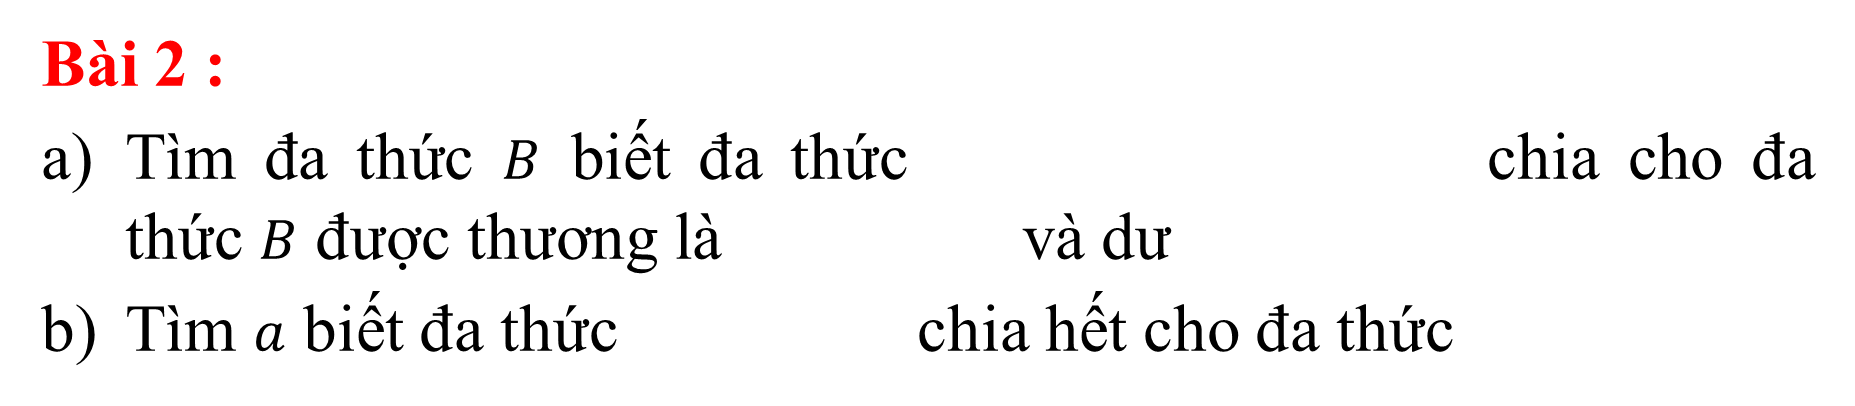 Bài 2 :
a) Tìm đa thức B biết đa thức chia cho đa
thức B được thương là và dư
b) Tìm a biết đa thức chia hết cho đa thức